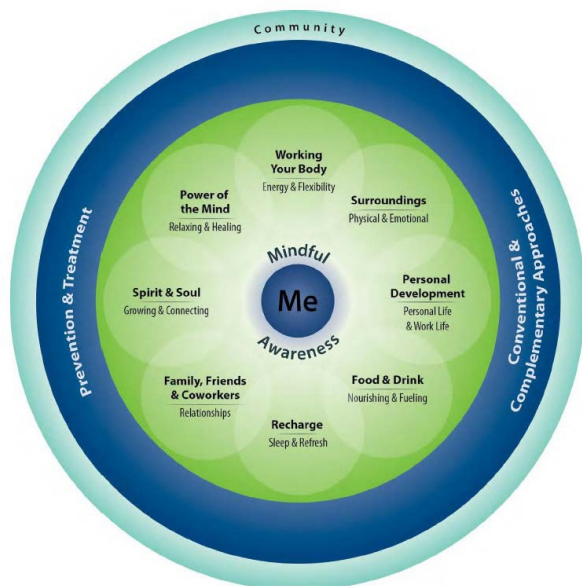 Community
Prevention & Treatment
Conventional &
Complementary Approaches
Working
Your Body
Energy & Flexibility
Surroundings
Physical & Emotional
Personal
Development
Personal Life
& Work Life
Food & Drink
Nourishing & Fueling
Recharge
Sleep & Refresh
Family, Friends
& Coworkers
Relationships
Spirit & Soul
Growing & Connecting
Power of
the Mind
Relaxing & Healing
Mindful
Me
Awareness